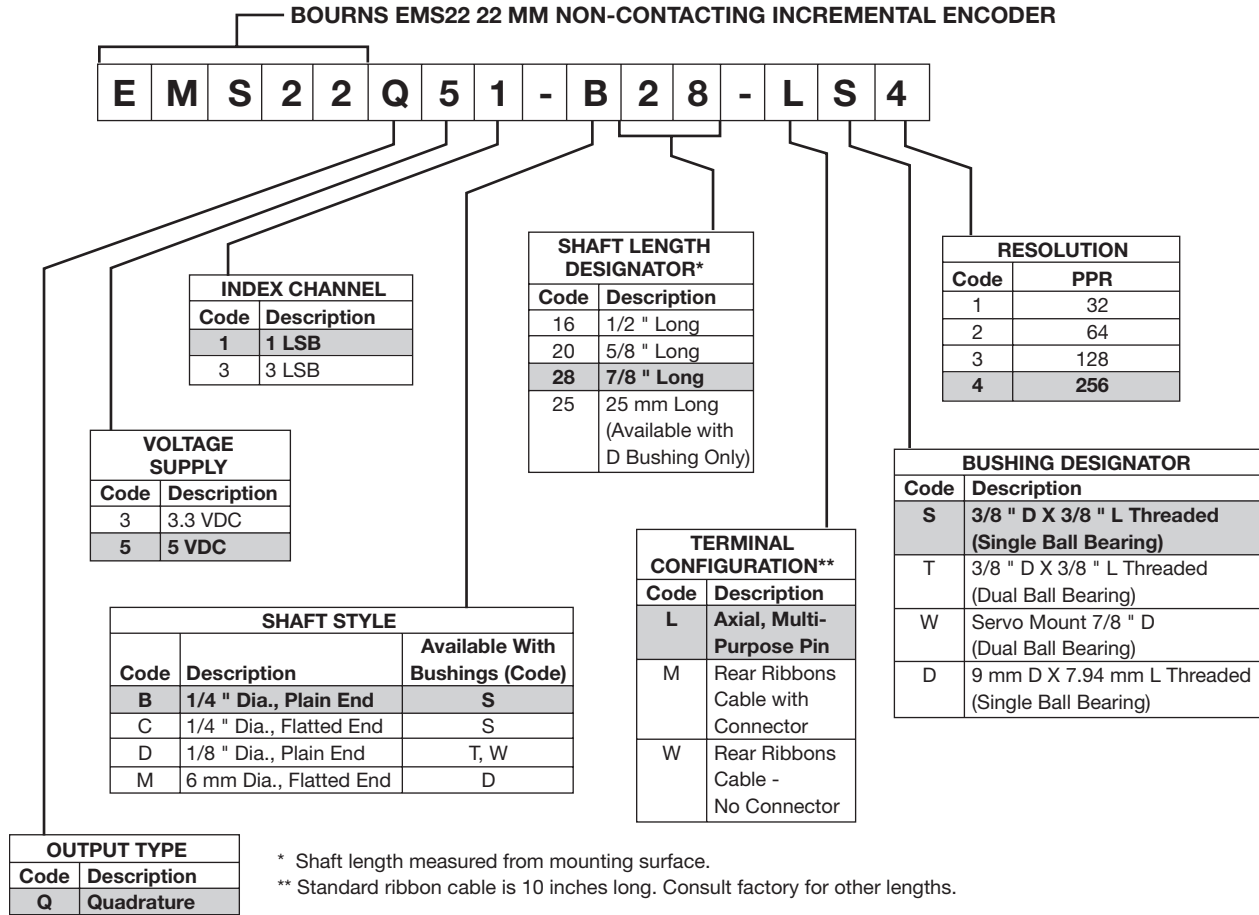 BOURNS EMS22 22 MM NON-CONTACTING INCREMENTAL ENCODER
E M S 2 2 Q 5 1 - B 2 8 - L S 4
INDEX CHANNEL
Code Description
1 1 LSB
3 3 LSB
SHAFT LENGTH
DESIGNATOR*
Code Description
16 1/2 " Long
20 5/8 " Long
28 7/8 " Long
25 25 mm Long
(Available with
D Bushing Only)
RESOLUTION
Code PPR
1 32
2 64
3 128
4 256
VOLTAGE
SUPPLY
Code Description
3 3.3 VDC
5 5 VDC
BUSHING DESIGNATOR
Code Description
S 3/8 " D X 3/8 " L Threaded
(Single Ball Bearing)
T 3/8 " D X 3/8 " L Threaded
(Dual Ball Bearing)
W Servo Mount 7/8 " D
(Dual Ball Bearing)
D 9 mm D X 7.94 mm L Threaded
(Single Ball Bearing)
TERMINAL
CONFIGURATION**
Code Description
L Axial, Multi-
Purpose Pin
M Rear Ribbons
Cable with
Connector
W Rear Ribbons
Cable -
No Connector
SHAFT STYLE
Available With
Code Description Bushings (Code)
B 1/4 " Dia., Plain End S
C 1/4 " Dia., Flatted End S
D 1/8 " Dia., Plain End T, W
M 6 mm Dia., Flatted End D
OUTPUT TYPE
Code Description
Q Quadrature
* Shaft length measured from mounting surface.
** Standard ribbon cable is 10 inches long. Consult factory for other lengths.